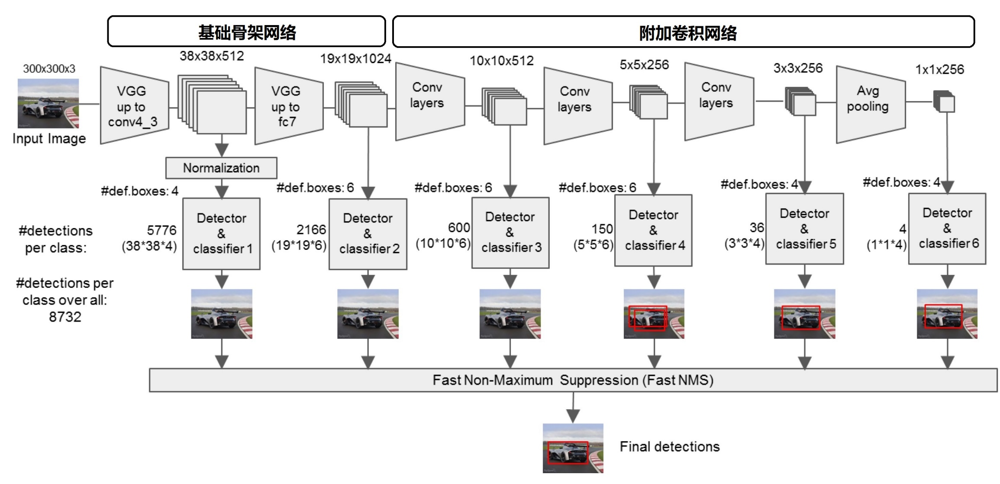 基础骨架网络
附加卷积网络
300x300x3
38x38x512
19x19x1024
10x10x512
5x5x256
3x3x256
1x1x256
Input Image
VGG
up to
conv4_3
VGG
up to
fc7
Conv
layers
Conv
layers
Conv
layers
Avg
pooling
Normalization
#def.boxes: 4
#def.boxes: 6
#def.boxes: 6
#def.boxes: 6
#def.boxes: 4
#def.boxes: 4
#detections
per class:
5776
(38*38*4)
Detector
&
classifier 1
2166
(19*19*6)
Detector
&
classifier 2
600
(10*10*6)
Detector
&
classifier 3
150
(5*5*6)
Detector
&
classifier 4
36
(3*3*4)
Detector
&
classifier 5
4
(1*1*4)
Detector
&
classifier 6
#detections per
class over all:
8732
Fast Non-Maximum Suppression (Fast NMS)
Final detections